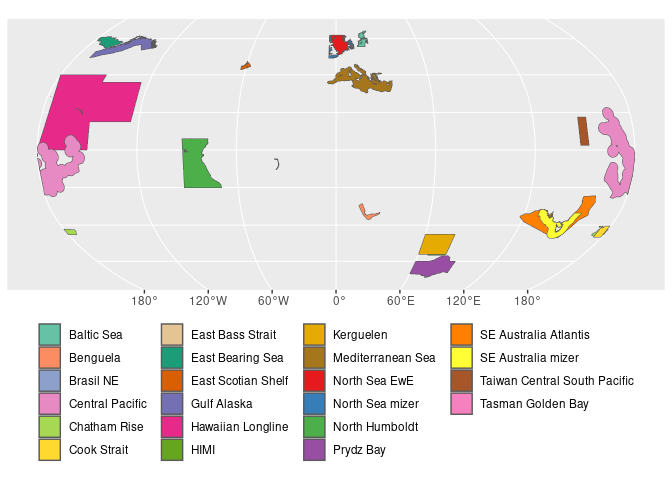 180° 120°W 60°W 0° 60°E 120°E 180°
Baltic Sea East Bass Strait Kerguelen SE Australia Atlantis
Benguela East Bearing Sea Mediterranean Sea SE Australia mizer
Brasil NE East Scotian Shelf North Sea EwE Taiwan Central South Pacific
Central Pacific Gulf Alaska North Sea mizer Tasman Golden Bay
Chatham Rise Hawaiian Longline North Humboldt
Cook Strait HIMI Prydz Bay